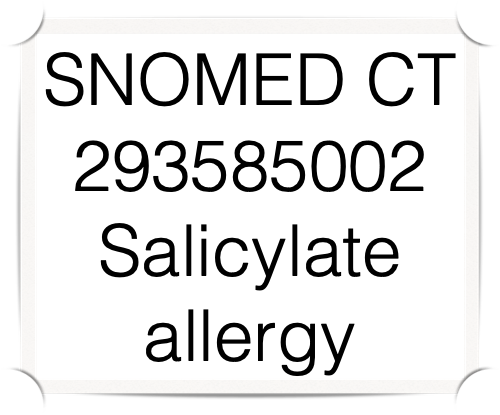 SNOMED CT
293585002
Salicylate
allergy